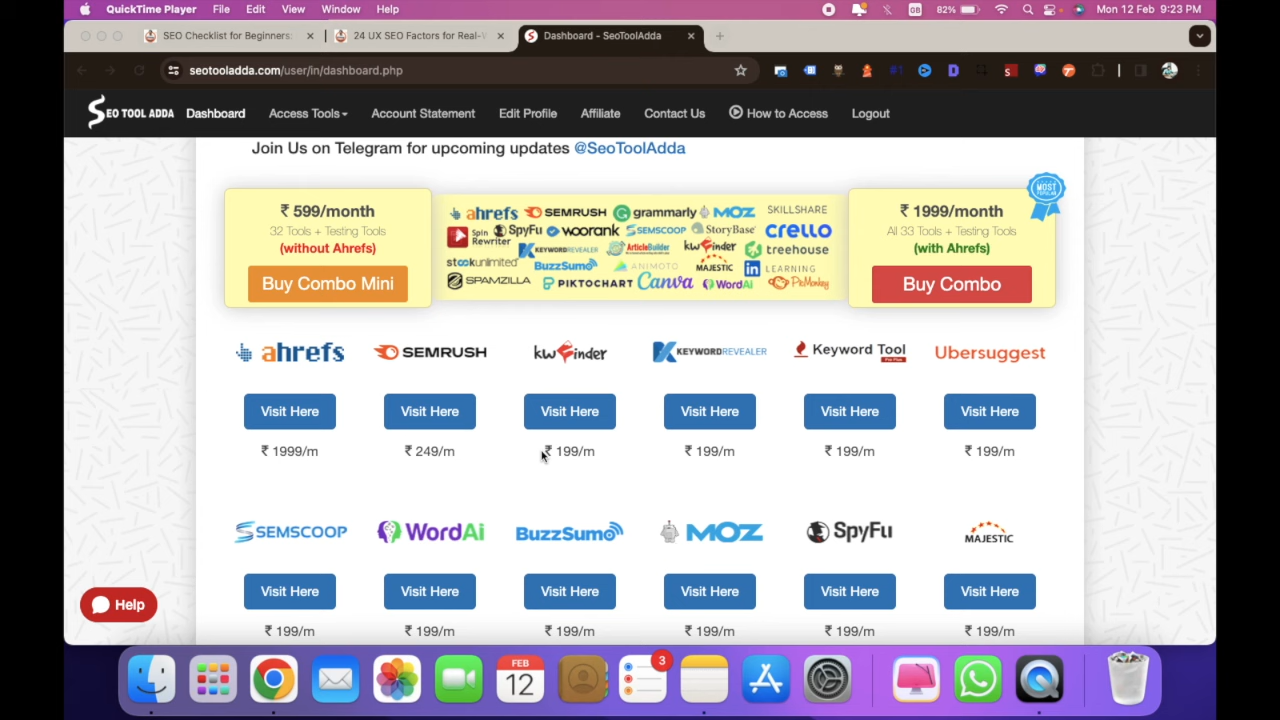 QuickTime Player File Edit View Window Help
GB 82% Mon 12 Feb 9:23 PM
SEO Checklist for Beginners: 24 UX SEO Factors for Real-W Dashboard - SeoToolAdda
seotooladda.com/user/in/dashboard.php
SEO TOOL ADDA Dashboard Access Tools Account Statement Edit Profile Affiliate Contact Us How to Access Logout
Join Us on Telegram for upcoming updates @SeoToolAdda
₹ 599/month
32 Tools + Testing Tools
(without Ahrefs)
Buy Combo Mini
ahrefs SEMRUSH grammarly MOZ SKILLSHARE
Spin Rewriter SpyFu woorank SEMSCOOP StoryBase crello
KEYWORDREVEALER ArticleBuilder kwfinder treehouse
stockunlimited BuzzSumo ANIMOTO MAJESTIC in LEARNING
SPAMZILLA PIKTOCHART Canva WordAi PicMonkey
MOST POPULAR
₹ 1999/month
All 33 Tools + Testing Tools
(with Ahrefs)
Buy Combo
ahrefs SEMRUSH kwfinder KEYWORDREVEALER Keyword Tool Ubersuggest
Visit Here Visit Here Visit Here Visit Here Visit Here Visit Here
₹ 1999/m ₹ 249/m ₹ 199/m ₹ 199/m ₹ 199/m ₹ 199/m
SEMSCOOP WordAi BuzzSumo MOZ SpyFu MAJESTIC
Visit Here Visit Here Visit Here Visit Here Visit Here Visit Here
₹ 199/m ₹ 199/m ₹ 199/m ₹ 199/m ₹ 199/m ₹ 199/m
Help
FEB
12
3